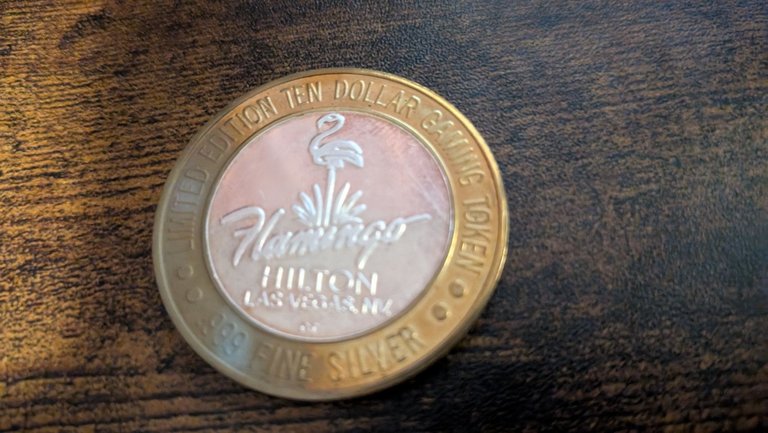 LIMITED EDITION TEN DOLLAR GAMING TOKEN
Flamingo
HILTON
LAS VEGAS, NV.
.999 FINE SILVER